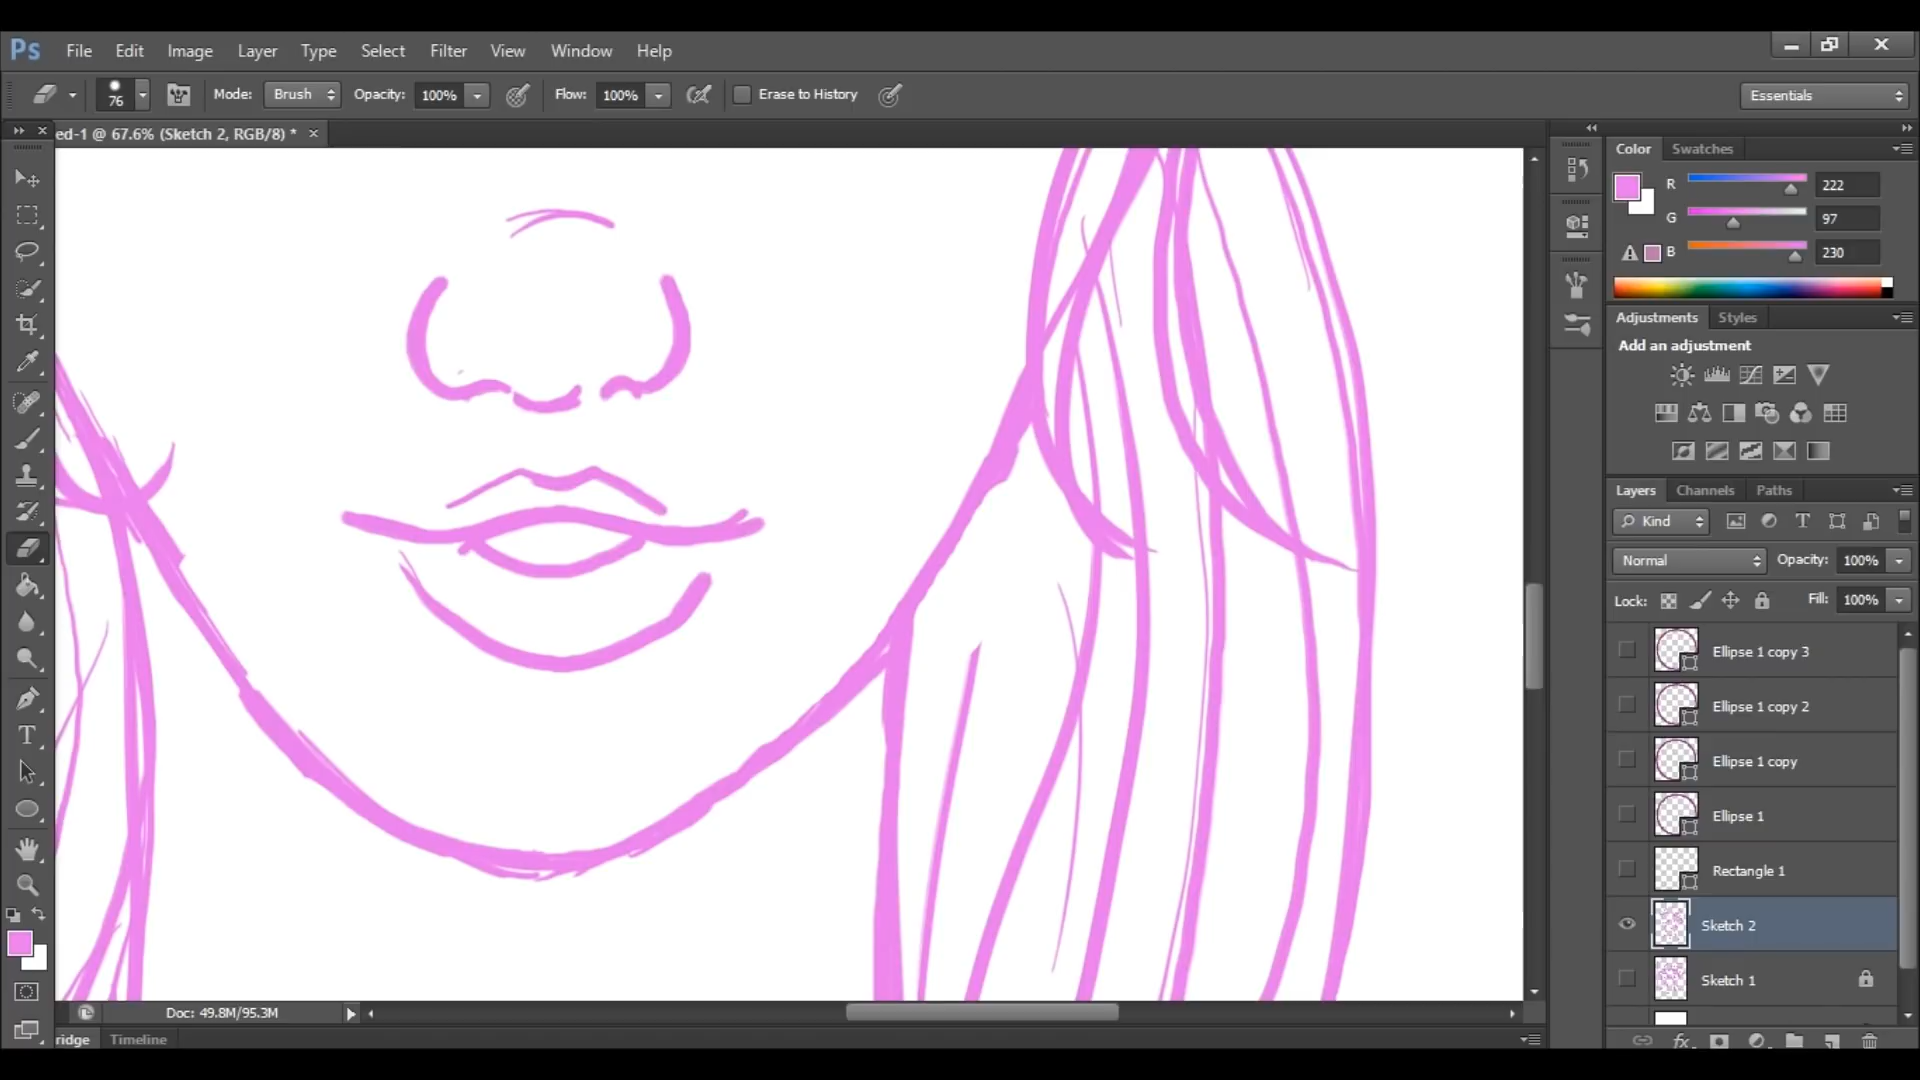 Ps File Edit Image Layer Type Select Filter View Window Help
76 Mode: Brush Opacity: 100% Flow: 100% Erase to History Essentials
ed-1 @ 67.6% (Sketch 2, RGB/8) *
Color Swatches
R 222
G 97
B 230
Adjustments Styles
Add an adjustment
Layers Channels Paths
Kind
Normal Opacity: 100%
Lock: Fill: 100%
Ellipse 1 copy 3
Ellipse 1 copy 2
Ellipse 1 copy
Ellipse 1
Rectangle 1
Sketch 2
Sketch 1
Doc: 49.8M/95.3M
ridge Timeline
fx